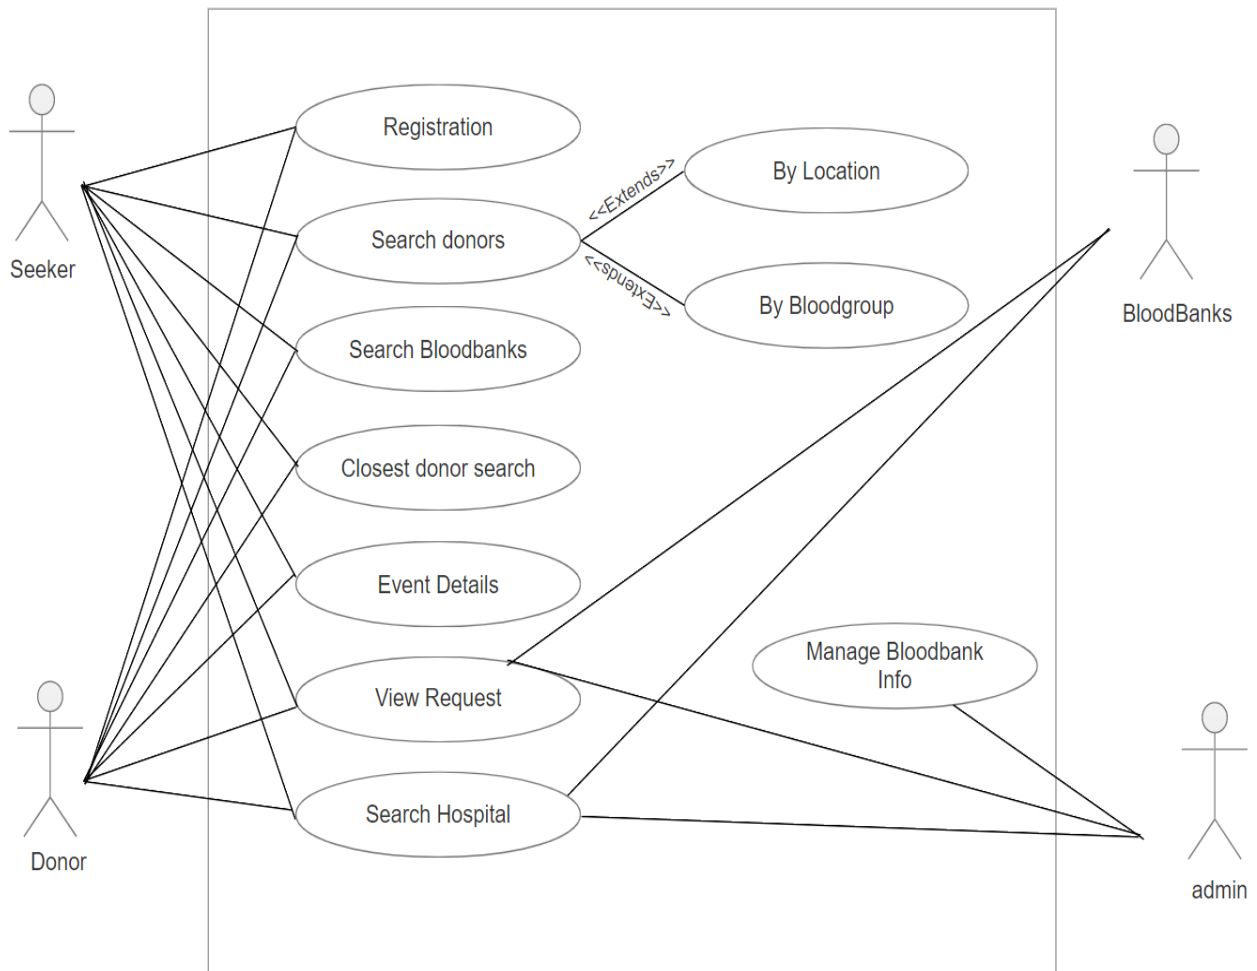 Registration
<<Extends>>
By Location
Seeker
Search donors
<<Extends>>
By Bloodgroup
BloodBanks
Search Bloodbanks
Closest donor search
Event Details
View Request
Manage Bloodbank
Info
Search Hospital
Donor
admin